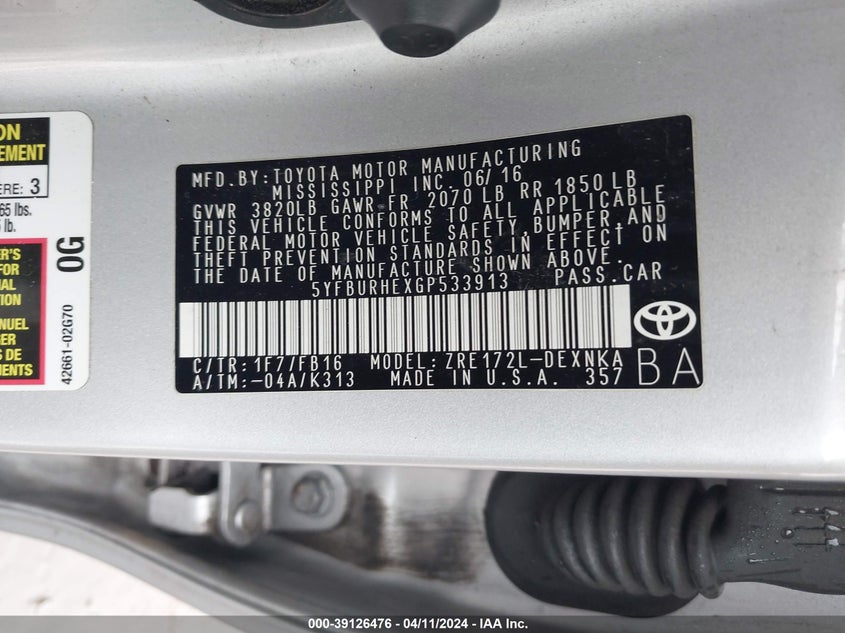 ON
EMENT
ERE: 3
65 lbs.
lb.
ER'S
FOR
NAL
TION
MANUEL
GER
S DE
MENTS
0G
42661-02G70
MFD.BY:TOYOTA MOTOR MANUFACTURING
MISSISSIPPI INC. 06/16
GVWR 3820LB GAWR FR 2070 LB RR 1850 LB
THIS VEHICLE CONFORMS TO ALL APPLICABLE
FEDERAL MOTOR VEHICLE SAFETY,BUMPER,AND
THEFT PREVENTION STANDARDS IN EFFECT ON
THE DATE OF MANUFACTURE SHOWN ABOVE.
5YFBURHEXGP533913 PASS.CAR
C/TR:1F7/FB16 MODEL:ZRE172L-DEXNKA
A/TM:-04A/K313 MADE IN U.S.A. 357
BA
000-39126476 - 04/11/2024 - IAA Inc.